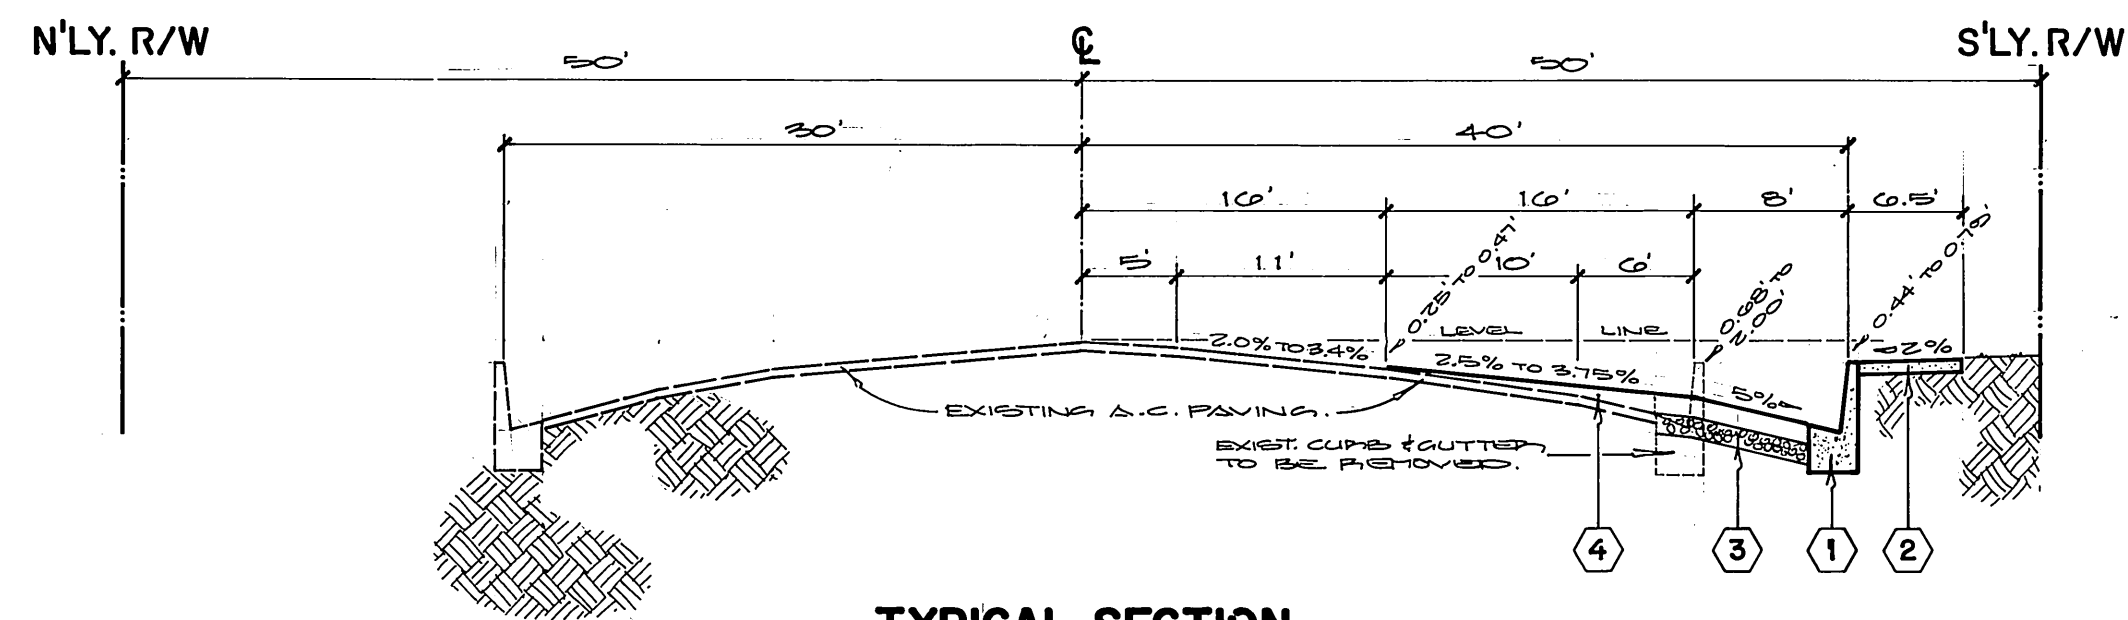 N'LY. R/W
℄
S'LY. R/W
50'
50'
30'
40'
16'
16'
8'
6.5'
5'
11'
10'
6'
0.25' TO 0.47'
0.68' TO 2.00'
0.44' TO 0.76'
LEVEL LINE
2.0% TO 3.4%
2.5% TO 3.75%
5%
2%
EXISTING A.C. PAVING.
EXIST. CURB & GUTTER
TO BE REMOVED.
4
3
1
2
TYPICAL SECTION